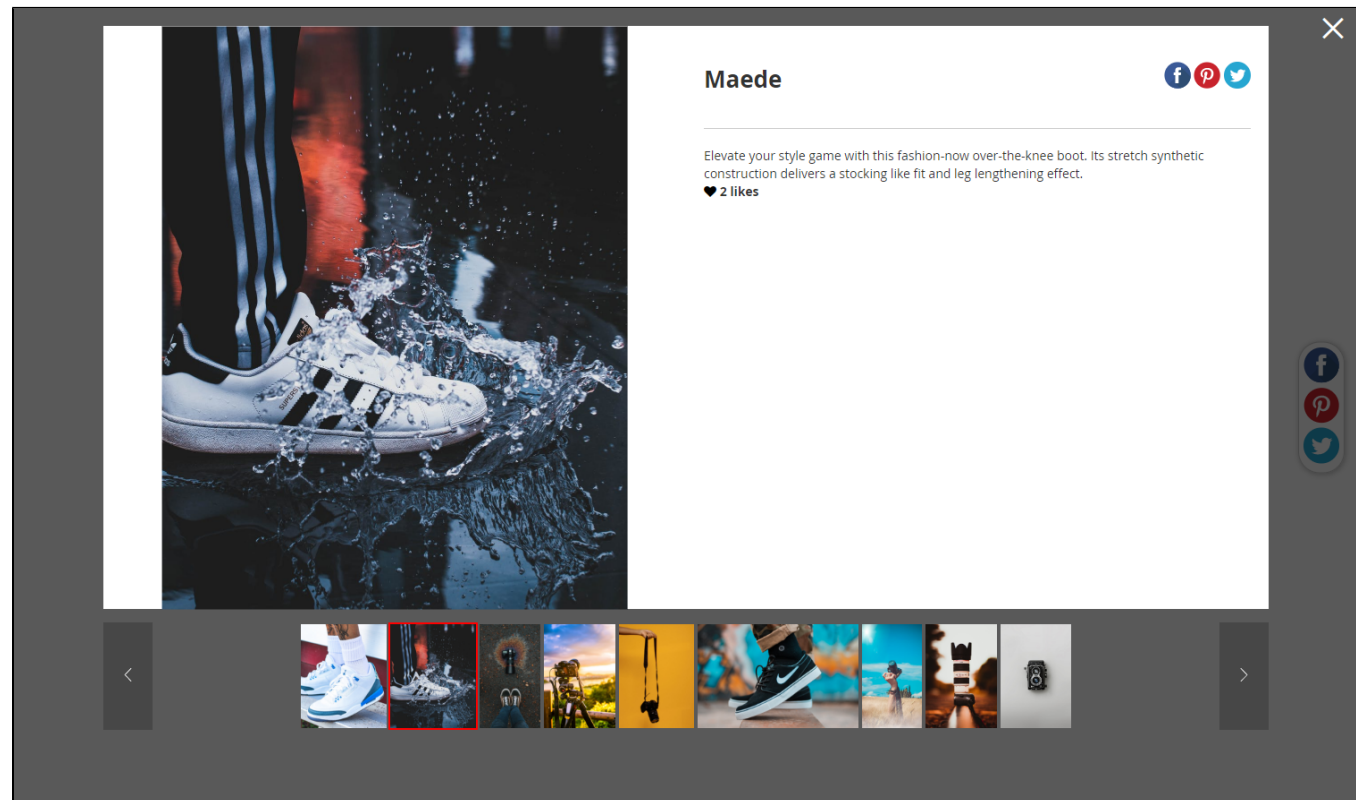 Maede
Elevate your style game with this fashion-now over-the-knee boot. Its stretch synthetic
construction delivers a stocking like fit and leg lengthening effect.
2 likes